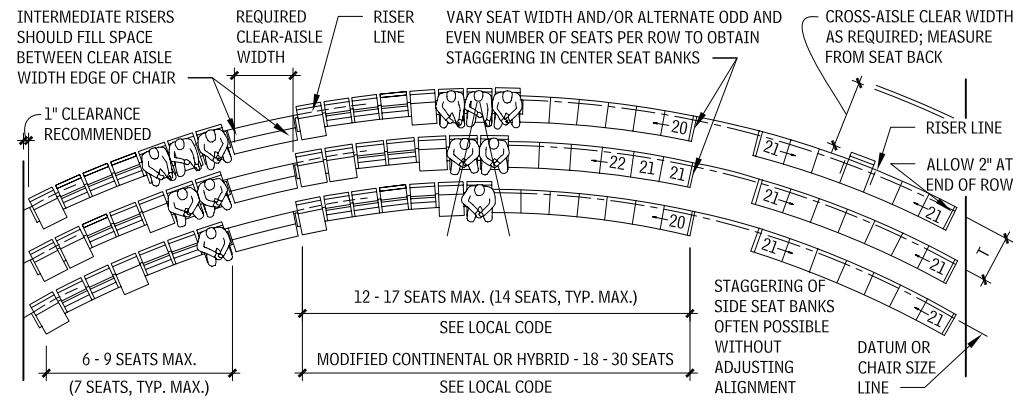 INTERMEDIATE RISERS
SHOULD FILL SPACE
BETWEEN CLEAR AISLE
WIDTH EDGE OF CHAIR
REQUIRED
CLEAR-AISLE
WIDTH
RISER
LINE
VARY SEAT WIDTH AND/OR ALTERNATE ODD AND
EVEN NUMBER OF SEATS PER ROW TO OBTAIN
STAGGERING IN CENTER SEAT BANKS
CROSS-AISLE CLEAR WIDTH
AS REQUIRED; MEASURE
FROM SEAT BACK
1" CLEARANCE
RECOMMENDED
RISER LINE
ALLOW 2" AT
END OF ROW
20
21
21
22
21
21
21
21
20
21
21
T
12 - 17 SEATS MAX. (14 SEATS, TYP. MAX.)
SEE LOCAL CODE
MODIFIED CONTINENTAL OR HYBRID - 18 - 30 SEATS
SEE LOCAL CODE
6 - 9 SEATS MAX.
(7 SEATS, TYP. MAX.)
STAGGERING OF
SIDE SEAT BANKS
OFTEN POSSIBLE
WITHOUT
ADJUSTING
ALIGNMENT
DATUM OR
CHAIR SIZE
LINE